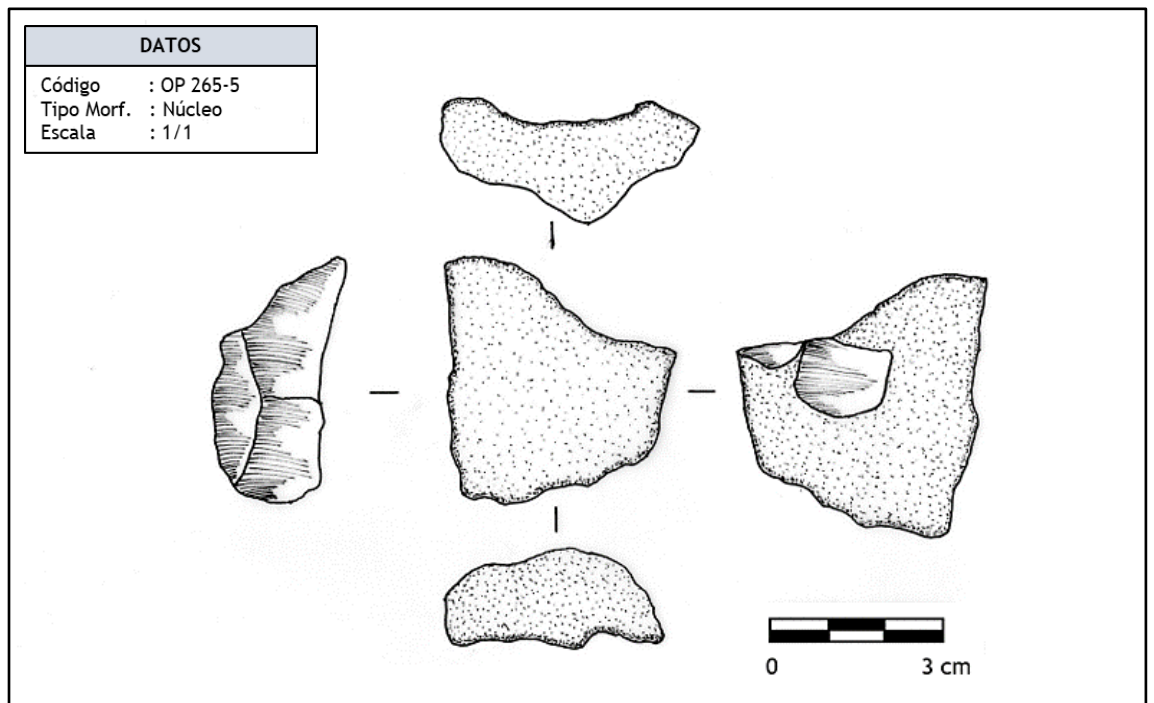 DATOS
Código : OP 265-5
Tipo Morf. : Núcleo
Escala : 1/1
0 3 cm